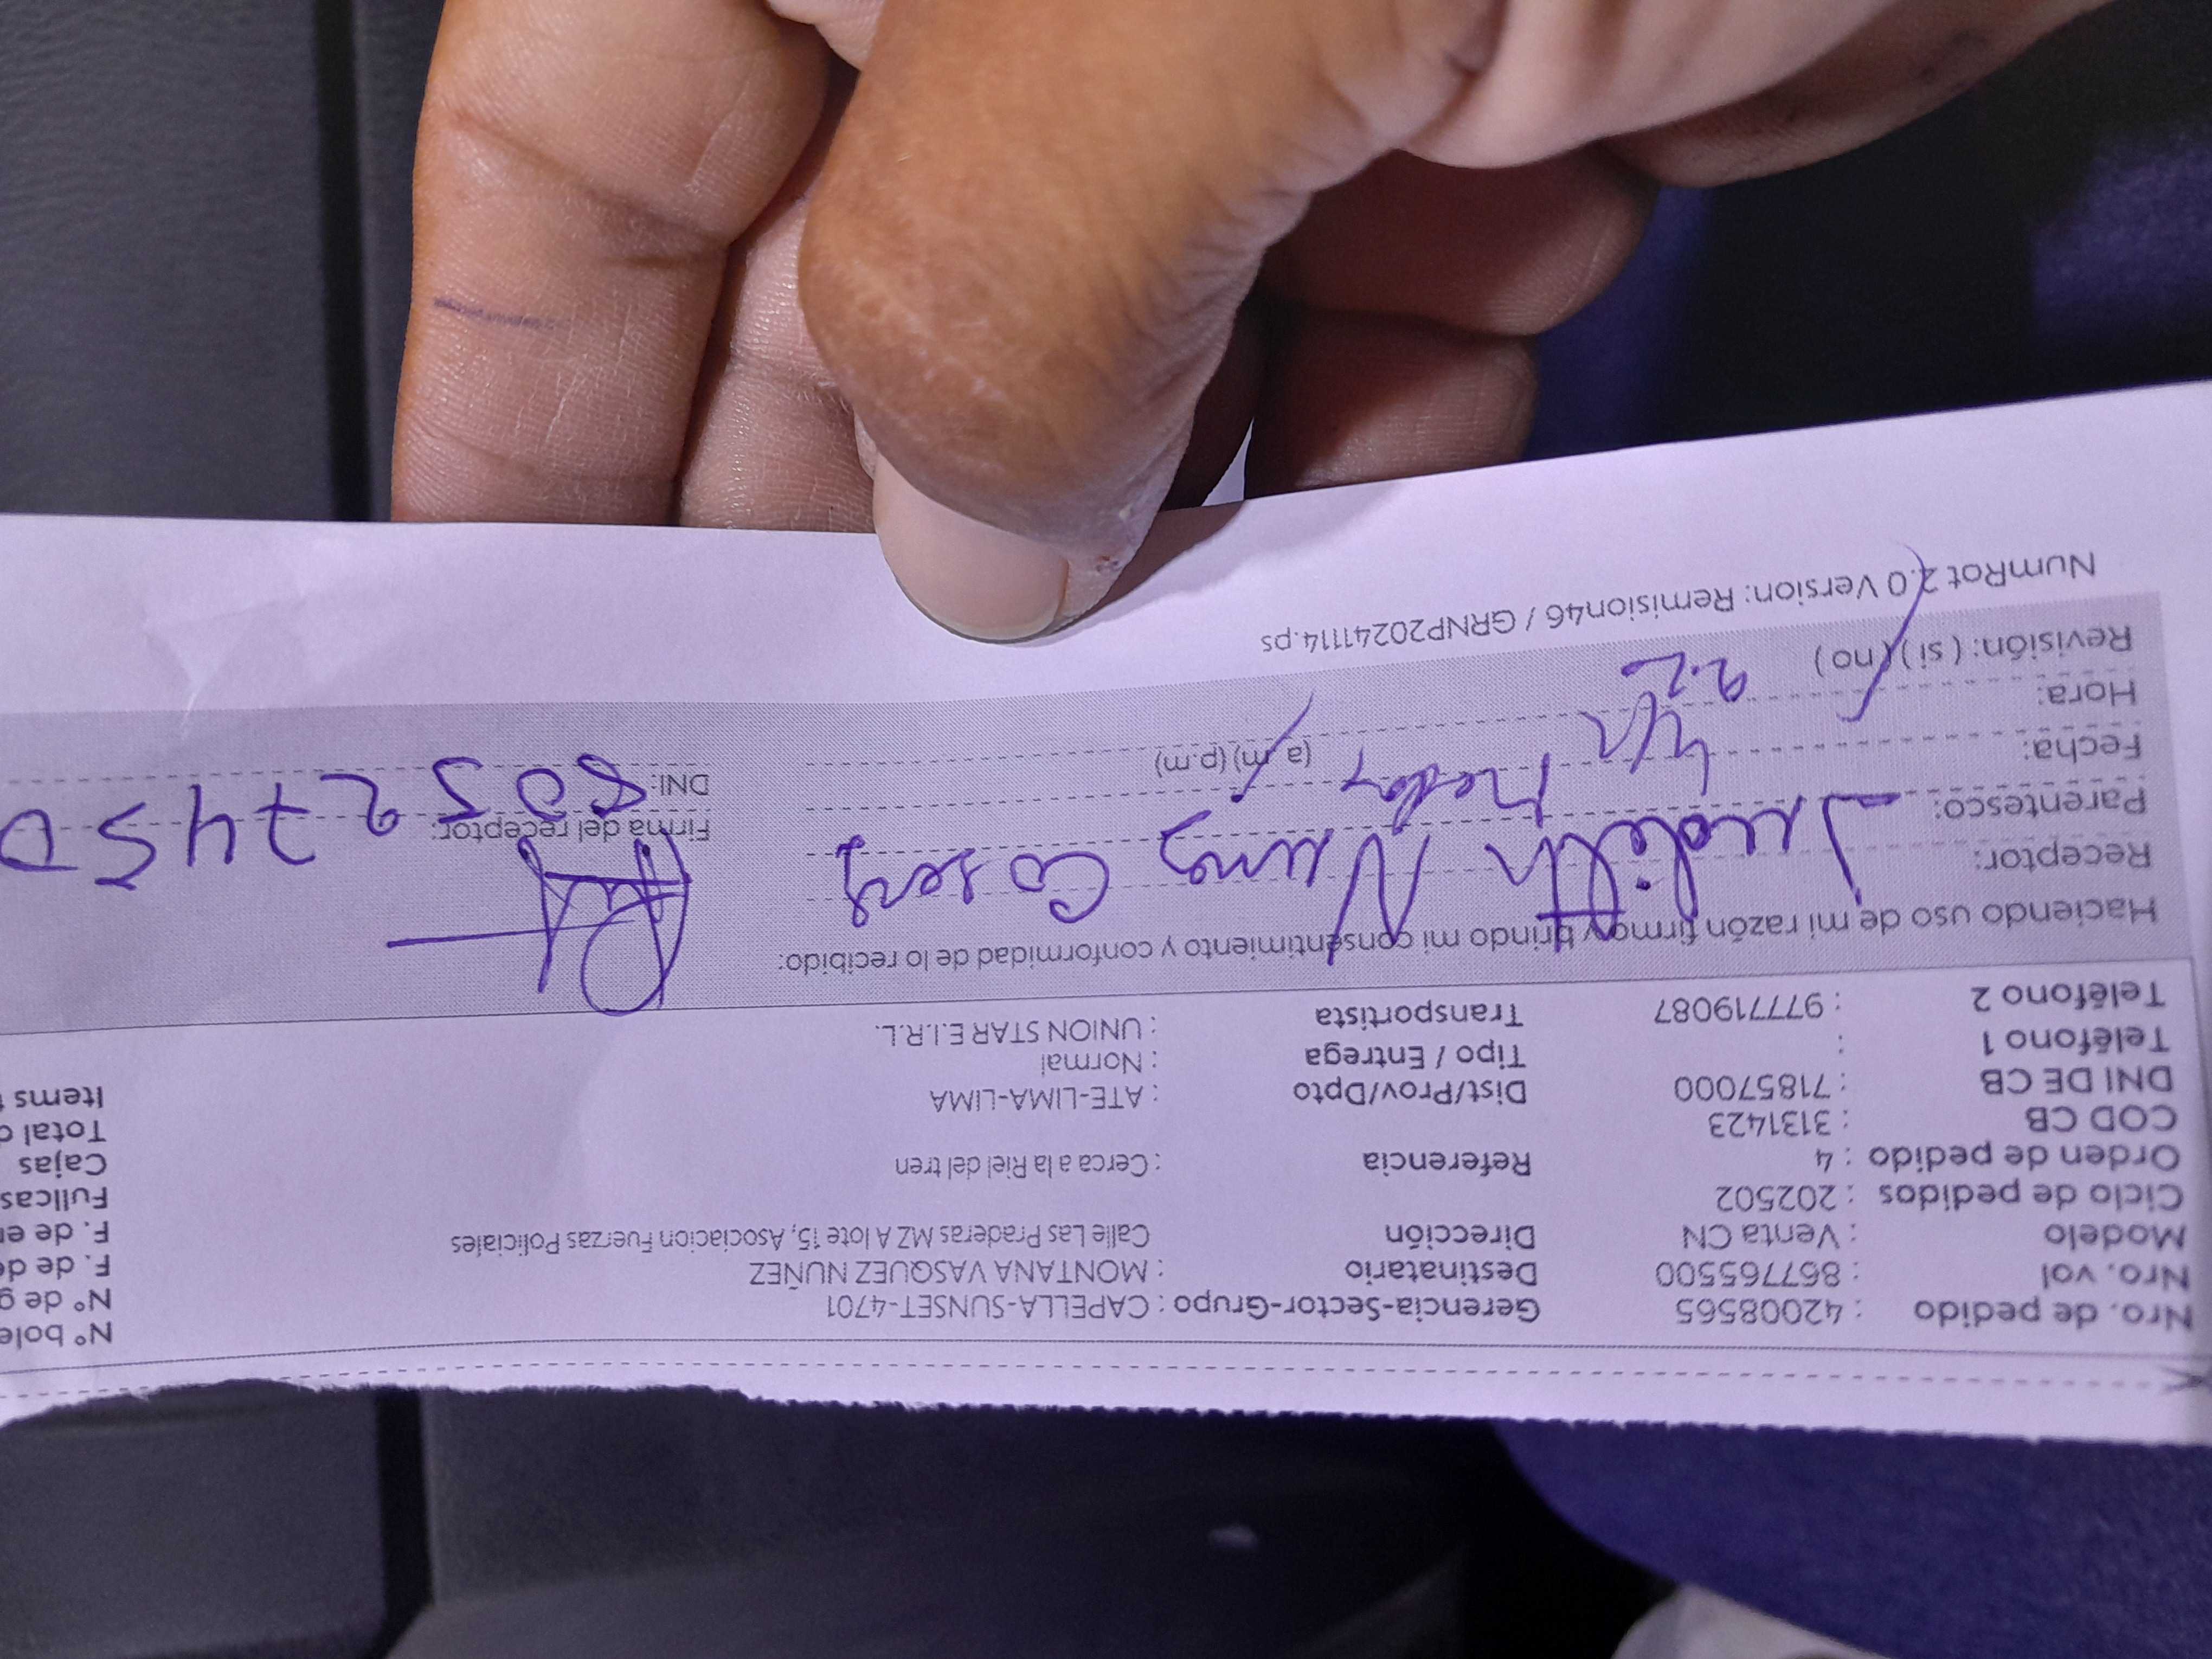 Nro. de pedido : 42008565 Gerencia-Sector-Grupo : CAPELLA-SUNSET-4701 N° bole
Nro. vol : 867765500 Destinatario : MONTANA VASQUEZ NUÑEZ N° de g
Modelo : Venta CN Dirección Calle Las Praderas MZ A lote 15, Asociacion Fuerzas Policiales F. de de
Ciclo de pedidos : 202502 F. de en
Orden de pedido : 4 Referencia : Cerca a la Riel del tren Fullcas
COD CB : 3131423 Cajas
DNI DE CB : 71857000 Dist/Prov/Dpto : ATE-LIMA-LIMA Total
Teléfono 1 : Tipo / Entrega : Normal Items
Teléfono 2 : 977719087 Transportista : UNION STAR E.I.R.L.
Haciendo uso de mi razón firmo y brindo mi consentimiento y conformidad de lo recibido:
Receptor: Judith
Parentesco: Firma del receptor:
Fecha: DNI: 80527450
Hora: (a.m) (p.m)
Revisión: ( si ) ( no )
NumRot 2.0 Version: Remision46 / GRNP20241114.ps